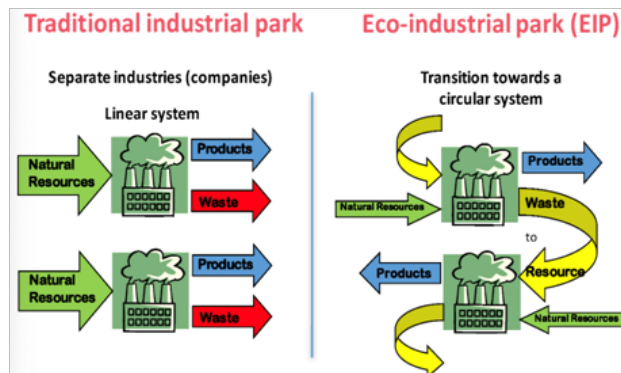 Traditional industrial park
Separate industries (companies)
Linear system
Natural
Resources
Products
Waste
Natural
Resources
Products
Waste
Eco-industrial park (EIP)
Transition towards a
circular system
Products
Natural Resources
Waste
to
Resource
Products
Natural Resources